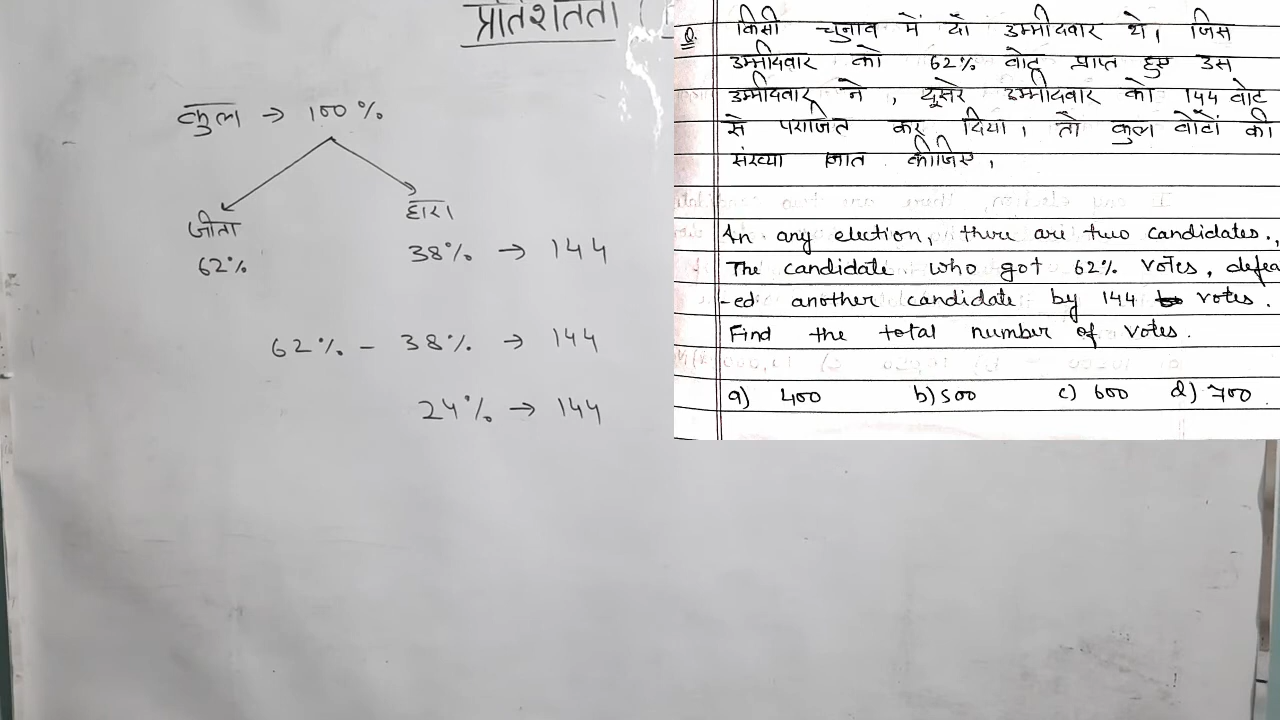 प्रतिशतता
कुल → 100%
जीता
62%
हारा
38% → 144
62% - 38% → 144
24% → 144
Q. किसी चुनाव में दो उम्मीदवार थे। जिस
उम्मीदवार को 62% वोट प्राप्त हुए उस
उम्मीदवार ने, दूसरे उम्मीदवार को 144 वोट
से पराजित कर दिया। तो कुल वोटों की
संख्या ज्ञात कीजिए।
In any election, there are two candidates.,
The candidate who got 62% votes, defea
-ed another candidate by 144 votes.
Find the total number of votes.
a) 400 b) 500 c) 600 d) 700